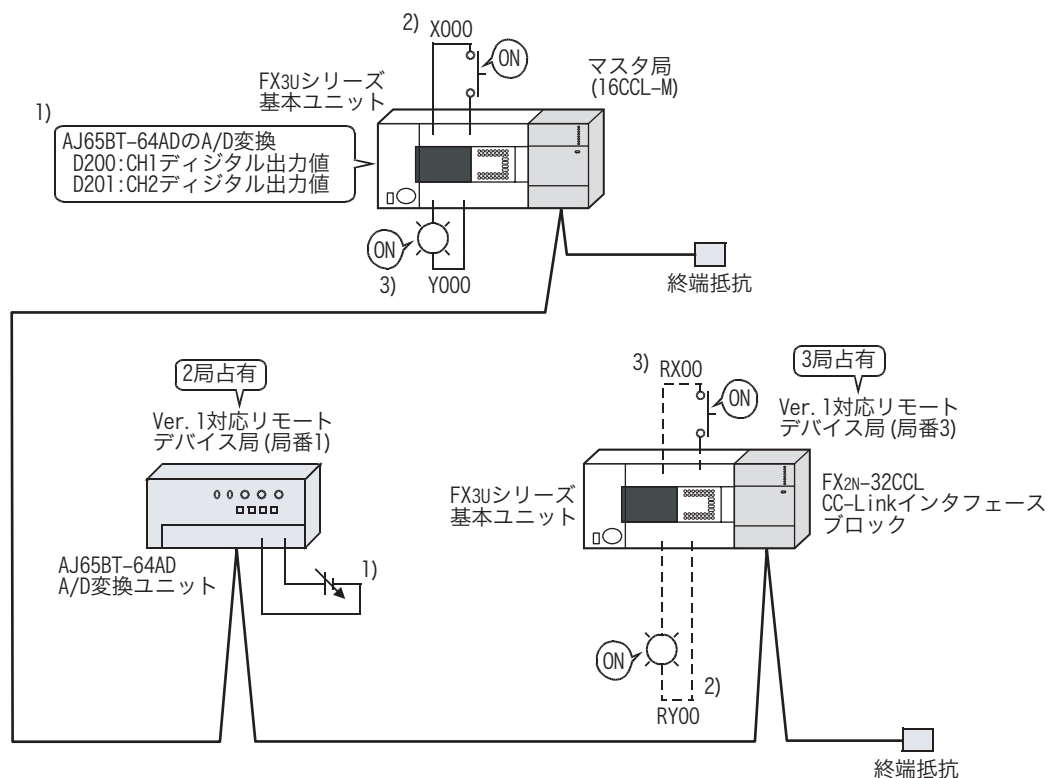 2) X000
ON
FX3Uシリーズ
基本ユニット
マスタ局
(16CCL-M)
1)
AJ65BT-64ADのA/D変換
D200:CH1ディジタル出力値
D201:CH2ディジタル出力値
ON
3) Y000
終端抵抗
2局占有
Ver.1対応リモート
デバイス局(局番1)
AJ65BT-64AD
A/D変換ユニット
1)
3) RX00
ON
3局占有
Ver.1対応リモート
デバイス局(局番3)
FX3Uシリーズ
基本ユニット
FX2N-32CCL
CC-Linkインタフェース
ブロック
ON
2)
RY00
終端抵抗